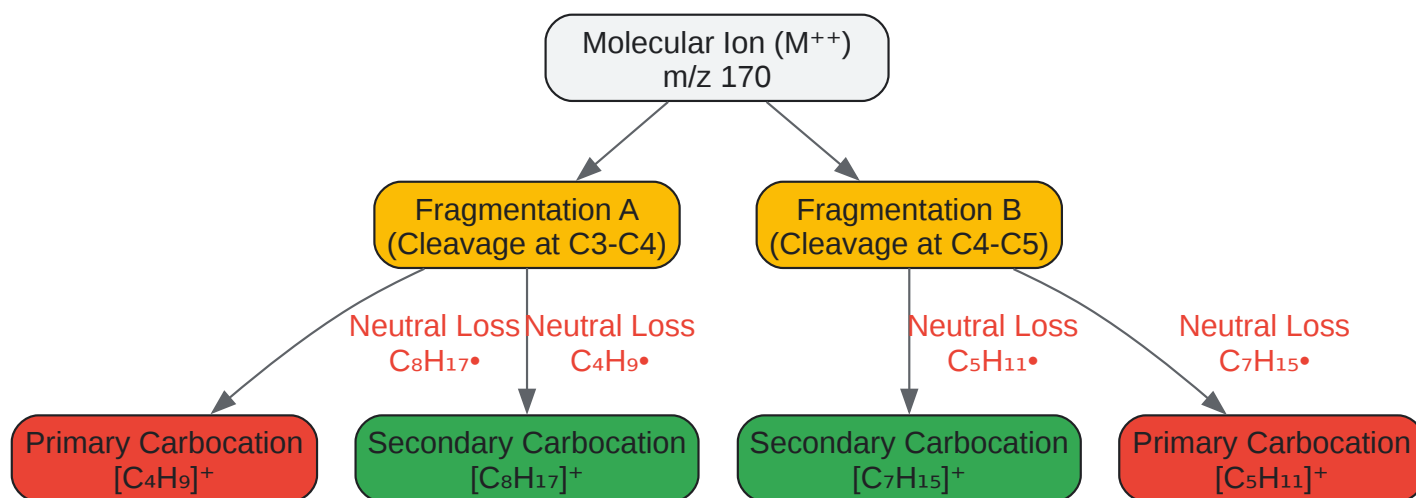 Molecular Ion (M⁺⁺)
m/z 170
Fragmentation A
(Cleavage at C3-C4)
Fragmentation B
(Cleavage at C4-C5)
Neutral Loss
C₈H₁₇•
Neutral Loss
C₄H₉•
Neutral Loss
C₅H₁₁•
Neutral Loss
C₇H₁₅•
Primary Carbocation
[C₄H₉]⁺
Secondary Carbocation
[C₈H₁₇]⁺
Secondary Carbocation
[C₇H₁₅]⁺
Primary Carbocation
[C₅H₁₁]⁺